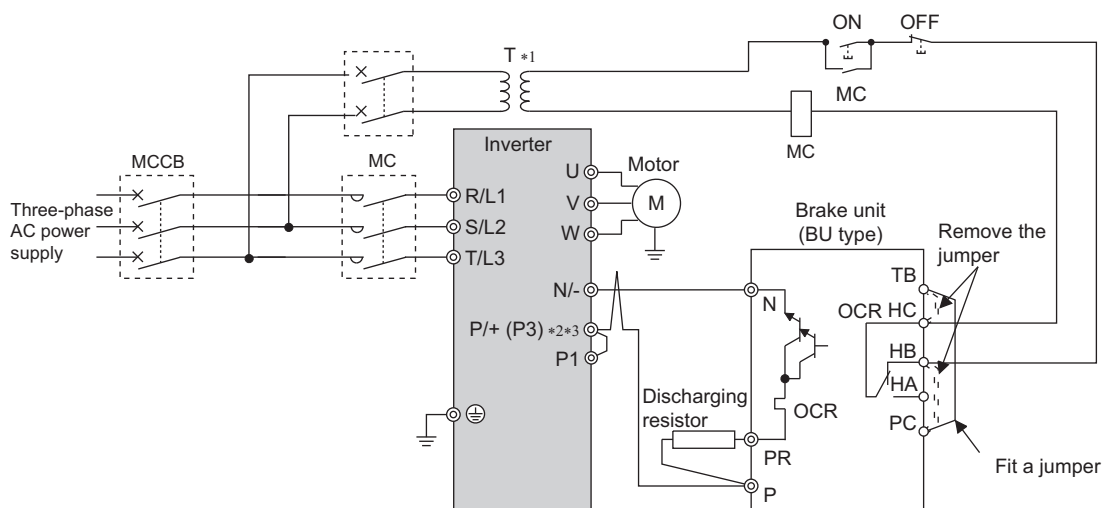 ON OFF
T *1
MC
MC
Inverter
MCCB
MC
Motor
U
R/L1
V
M
Three-phase
AC power
supply
S/L2
W
T/L3
Brake unit
(BU type)
Remove the
jumper
TB
N/-
N
OCR
HC
P/+ (P3) *2*3
P1
HB
HA
Discharging
resistor
OCR
PC
PR
Fit a jumper
P